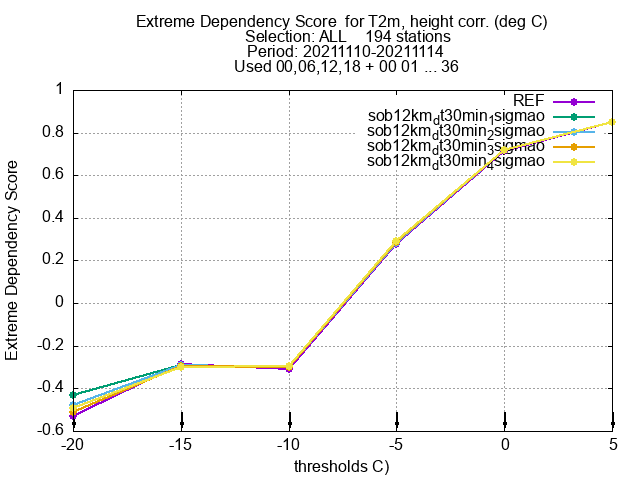 Extreme Dependency Score for T2m, height corr. (deg C)
Selection: ALL 194 stations
Period: 20211110-20211114
Used 00,06,12,18 + 00 01 ... 36
REF
sob12km_dt30min_1sigmao
sob12km_dt30min_2sigmao
sob12km_dt30min_3sigmao
sob12km_dt30min_4sigmao
Extreme Dependency Score
1
0.8
0.6
0.4
0.2
0
-0.2
-0.4
-0.6
-20 -15 -10 -5 0 5
thresholds C)